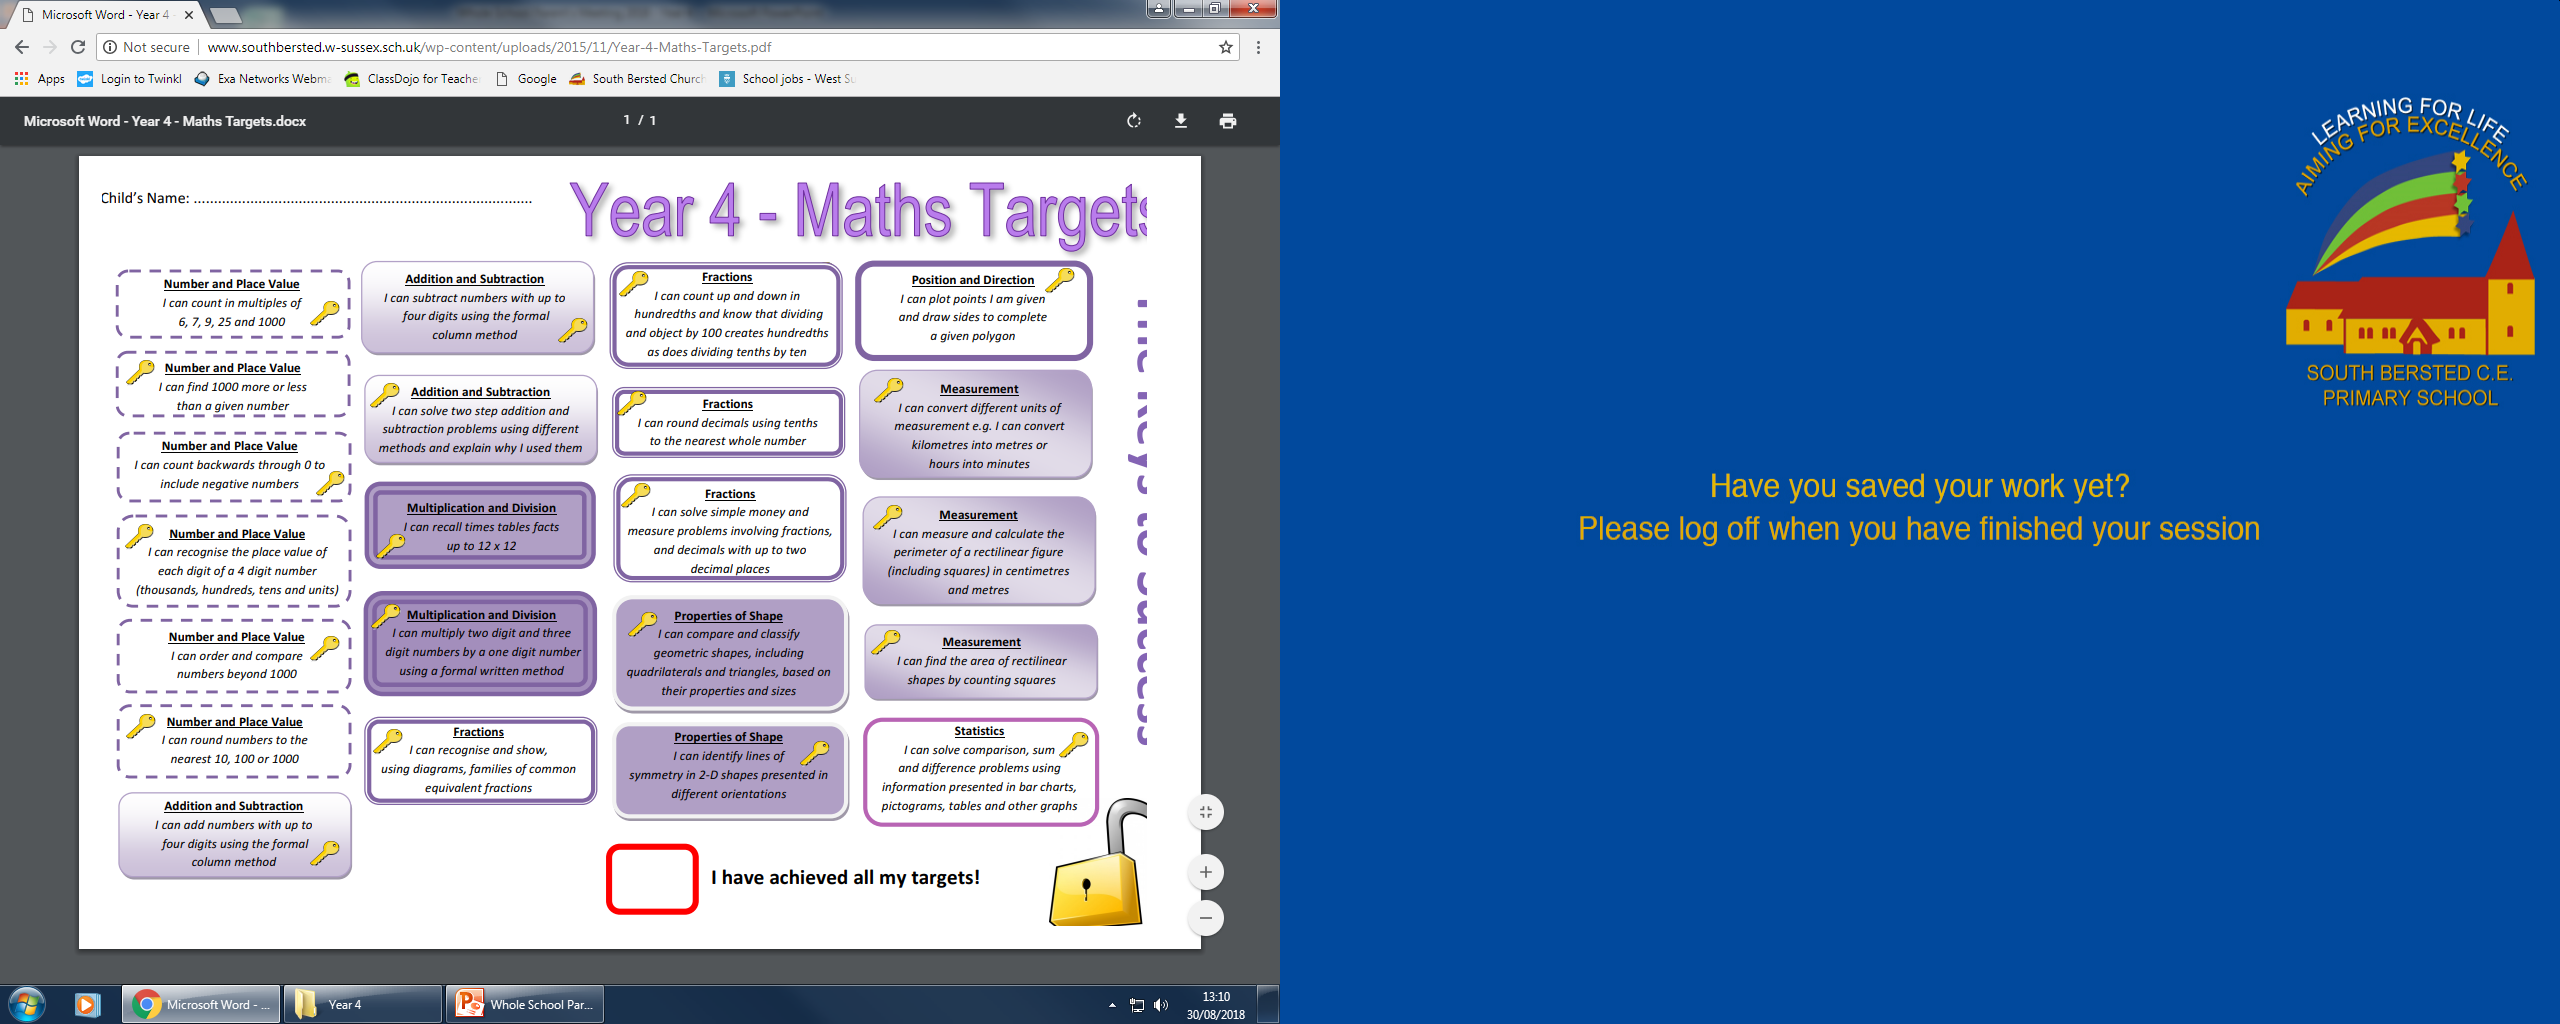 Microsoft Word - Year 4 -
Not secure www.southbersted.w-sussex.sch.uk/wp-content/uploads/2015/11/Year-4-Maths-Targets.pdf
Apps Login to Twinkl Exa Networks Webma ClassDojo for Teache Google South Bersted Church School jobs - West Su
Microsoft Word - Year 4 - Maths Targets.docx
1 / 1
Child's Name: ....................................................................................
Year 4 - Maths Targets
Number and Place Value
I can count in multiples of
6, 7, 9, 25 and 1000
Number and Place Value
I can find 1000 more or less
than a given number
Number and Place Value
I can count backwards through 0 to
include negative numbers
Number and Place Value
I can recognise the place value of
each digit of a 4 digit number
(thousands, hundreds, tens and units)
Number and Place Value
I can order and compare
numbers beyond 1000
Number and Place Value
I can round numbers to the
nearest 10, 100 or 1000
Addition and Subtraction
I can add numbers with up to
four digits using the formal
column method
Addition and Subtraction
I can subtract numbers with up to
four digits using the formal
column method
Addition and Subtraction
I can solve two step addition and
subtraction problems using different
methods and explain why I used them
Multiplication and Division
I can recall times tables facts
up to 12 x 12
Multiplication and Division
I can multiply two digit and three
digit numbers by a one digit number
using a formal written method
Fractions
I can recognise and show,
using diagrams, families of common
equivalent fractions
Fractions
I can count up and down in
hundredths and know that dividing
and object by 100 creates hundredths
as does dividing tenths by ten
Fractions
I can round decimals using tenths
to the nearest whole number
Fractions
I can solve simple money and
measure problems involving fractions,
and decimals with up to two
decimal places
Properties of Shape
I can compare and classify
geometric shapes, including
quadrilaterals and triangles, based on
their properties and sizes
Properties of Shape
I can identify lines of
symmetry in 2-D shapes presented in
different orientations
Position and Direction
I can plot points I am given
and draw sides to complete
a given polygon
Measurement
I can convert different units of
measurement e.g. I can convert
kilometres into metres or
hours into minutes
Measurement
I can measure and calculate the
perimeter of a rectilinear figure
(including squares) in centimetres
and metres
Measurement
I can find the area of rectilinear
shapes by counting squares
Statistics
I can solve comparison, sum
and difference problems using
information presented in bar charts,
pictograms, tables and other graphs
I have achieved all my targets!
Microsoft Word - ...
Year 4
Whole School Par...
13:10
30/08/2018
LEARNING FOR LIFE
AIMING FOR EXCELLENCE
SOUTH BERSTED C.E.
PRIMARY SCHOOL
Have you saved your work yet?
Please log off when you have finished your session